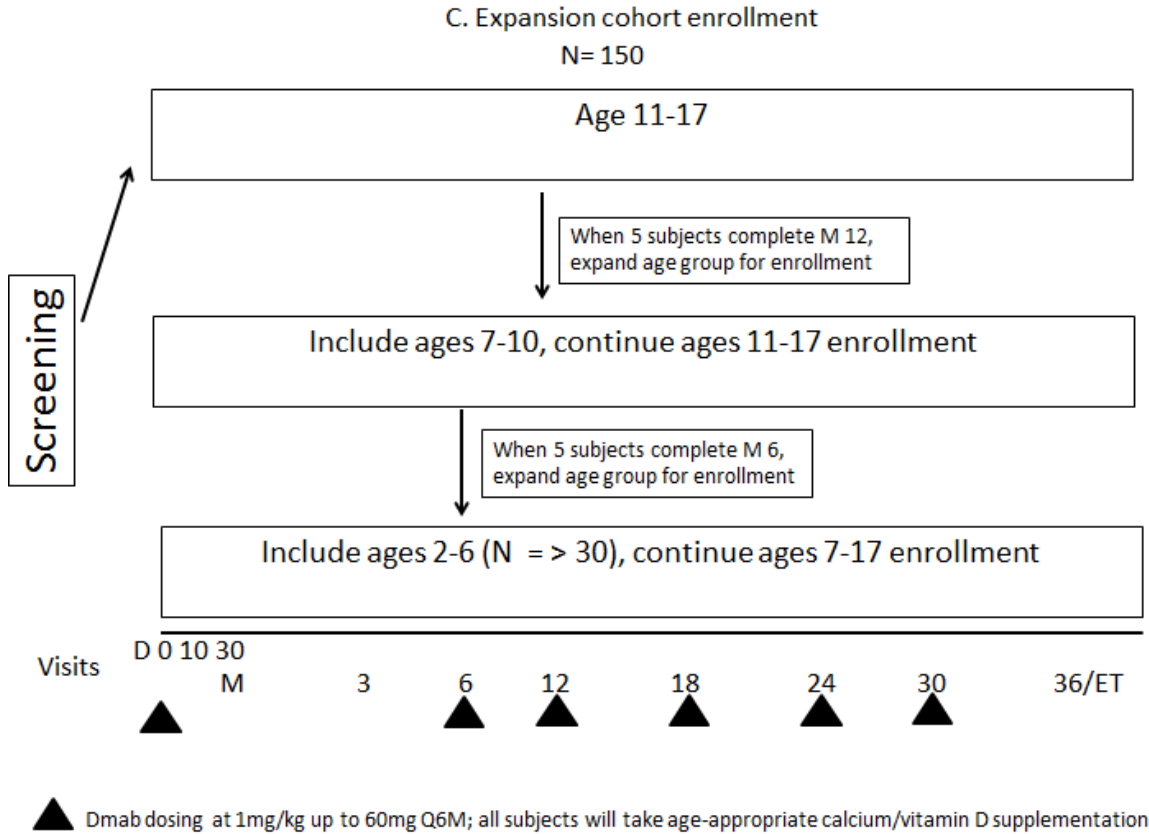 C. Expansion cohort enrollment
N= 150
Age 11-17
When 5 subjects complete M 12,
expand age group for enrollment
Screening
Include ages 7-10, continue ages 11-17 enrollment
When 5 subjects complete M 6,
expand age group for enrollment
Include ages 2-6 (N = > 30), continue ages 7-17 enrollment
D 0 10 30
Visits
M 3 6 12 18 24 30 36/ET
Dmab dosing at 1mg/kg up to 60mg Q6M; all subjects will take age-appropriate calcium/vitamin D supplementation